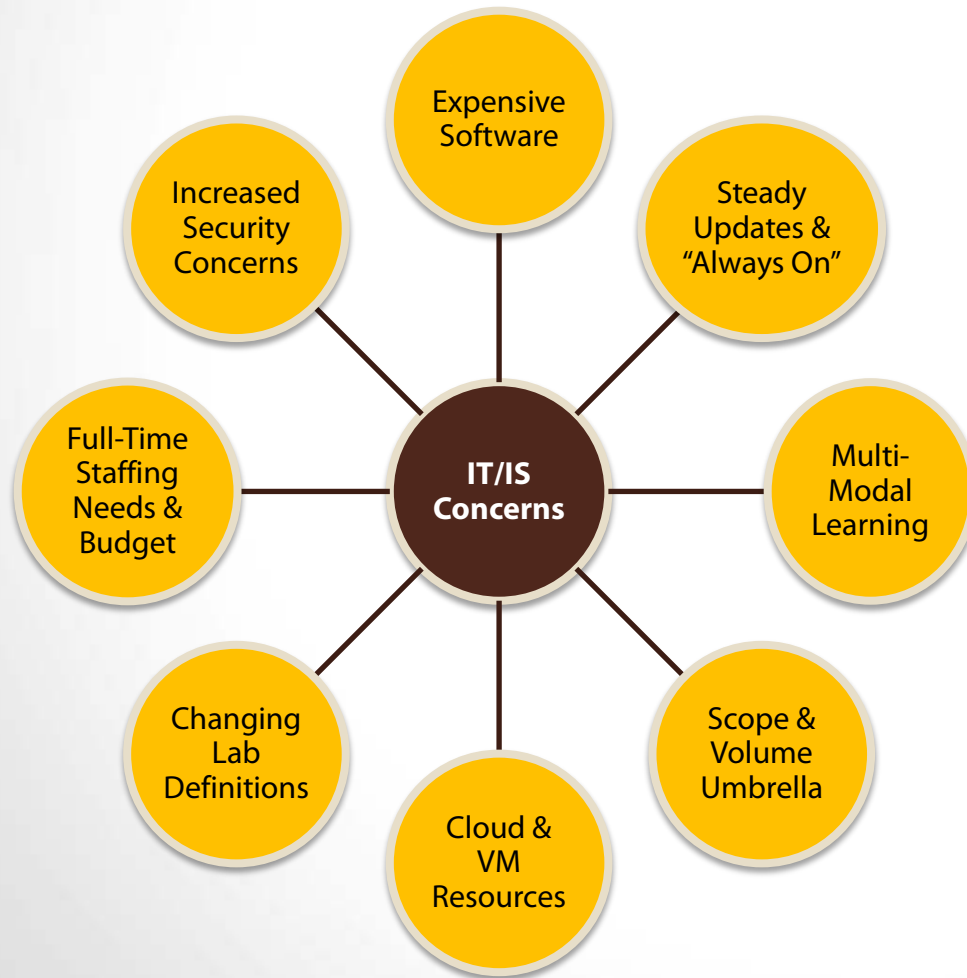 Expensive
Software
Steady
Updates &
“Always On”
Multi-
Modal
Learning
Scope &
Volume
Umbrella
Cloud &
VM
Resources
Changing
Lab
Definitions
Full-Time
Staffing
Needs &
Budget
Increased
Security
Concerns
IT/IS
Concerns